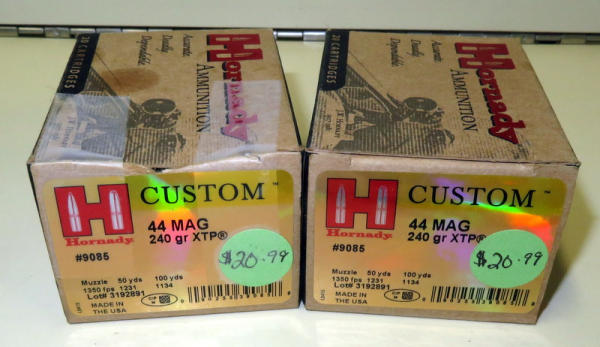 20 CARTRIDGES
Accurate.
Deadly.
Dependable.
Hornady
AMMUNITION
Hornady
CUSTOM™
44 MAG
240 gr XTP®
#9085
$20.99
Muzzle 50 yds 100 yds
1350 fps 1231 1134
Lot# 3192891
MADE IN
THE USA
20 CARTRIDGES
Accurate.
Deadly.
Dependable.
Hornady
AMMUNITION
Hornady
CUSTOM™
44 MAG
240 gr XTP®
#9085
$20.99
Muzzle 50 yds 100 yds
1350 fps 1231 1134
Lot# 3192891
MADE IN
THE USA